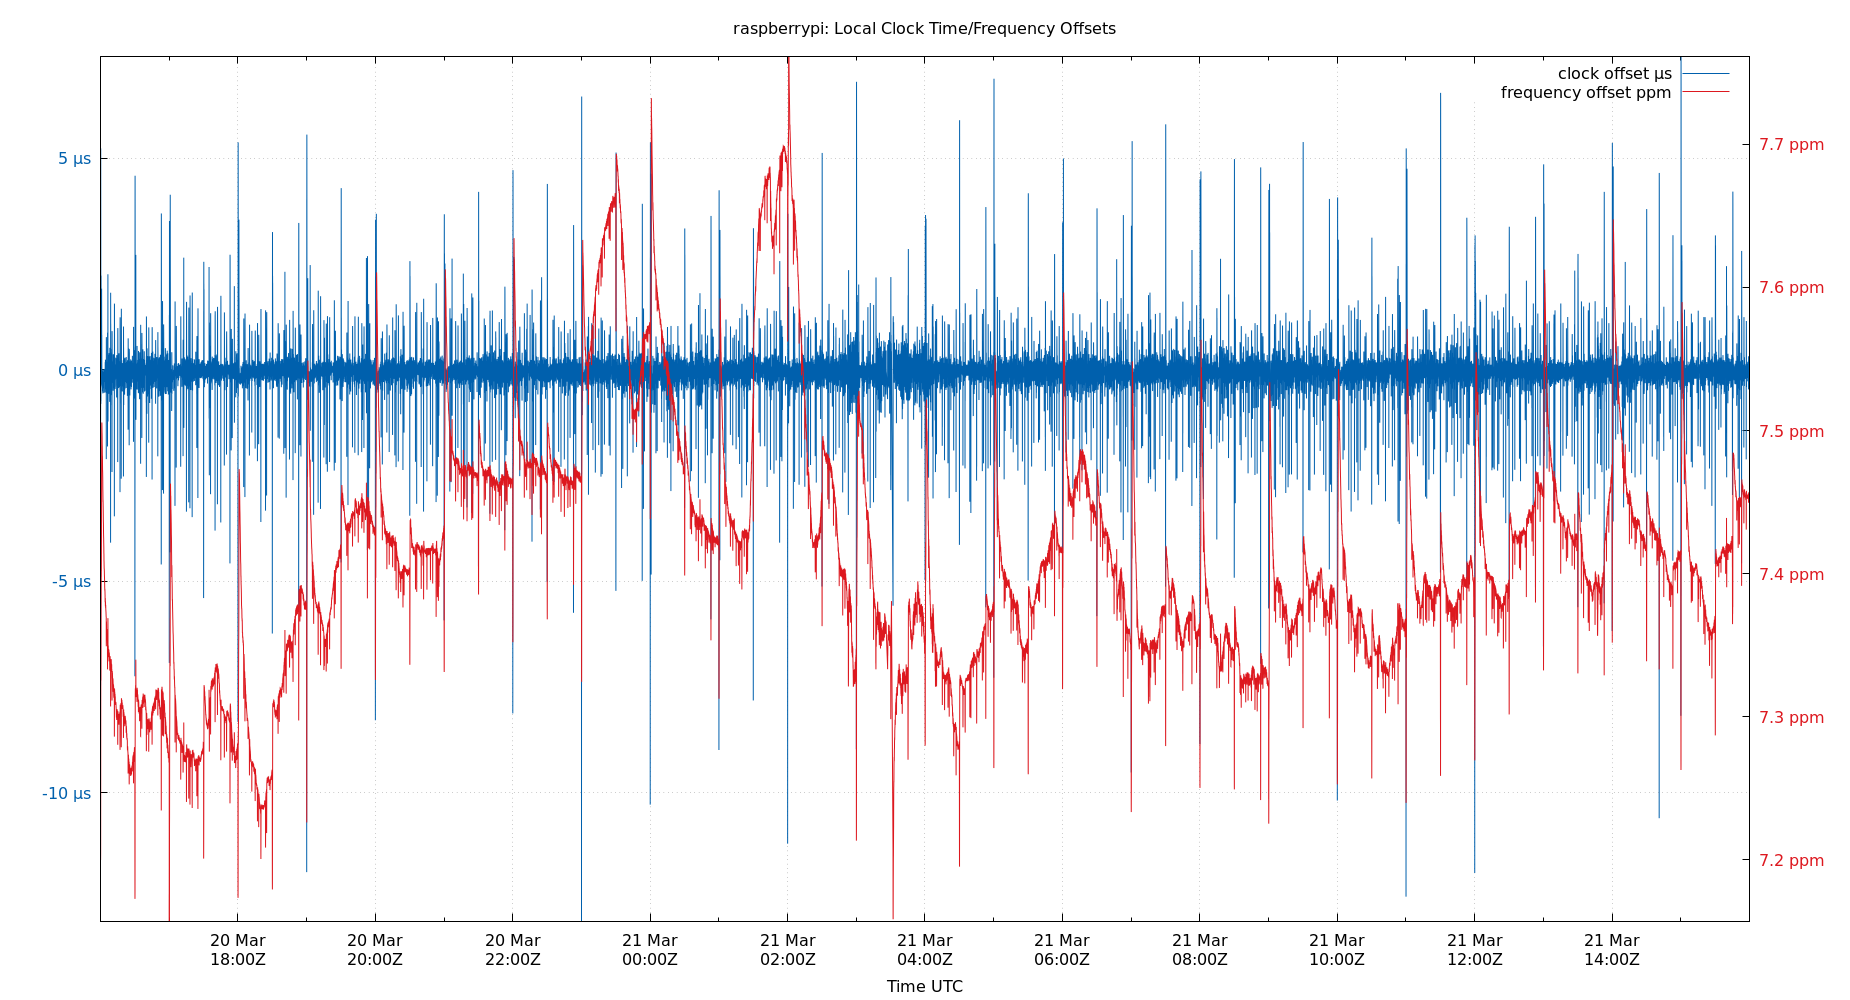 raspberrypi: Local Clock Time/Frequency Offsets
clock offset µs
frequency offset ppm
5 µs
0 µs
-5 µs
-10 µs
7.7 ppm
7.6 ppm
7.5 ppm
7.4 ppm
7.3 ppm
7.2 ppm
20 Mar 20 Mar 20 Mar 21 Mar 21 Mar 21 Mar 21 Mar 21 Mar 21 Mar 21 Mar 21 Mar
18:00Z 20:00Z 22:00Z 00:00Z 02:00Z 04:00Z 06:00Z 08:00Z 10:00Z 12:00Z 14:00Z
Time UTC